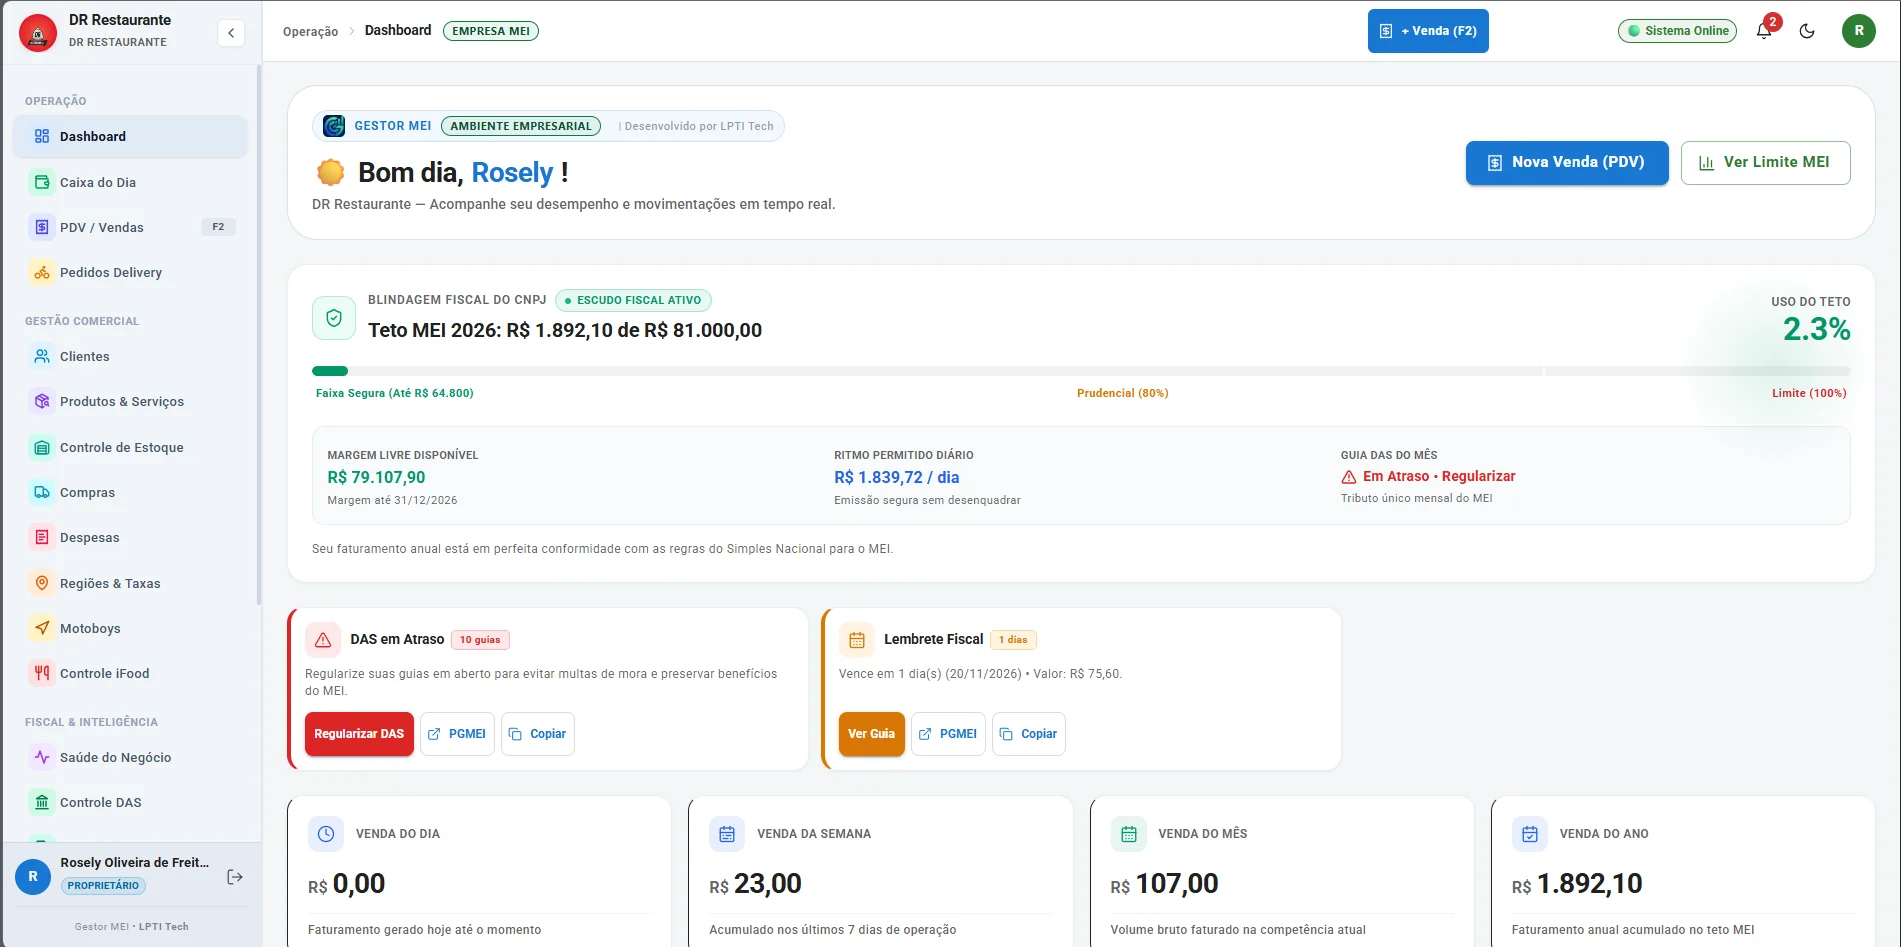 DR Restaurante
DR RESTAURANTE
OPERAÇÃO
Dashboard
Caixa do Dia
PDV / Vendas F2
Pedidos Delivery
GESTÃO COMERCIAL
Clientes
Produtos & Serviços
Controle de Estoque
Compras
Despesas
Regiões & Taxas
Motoboys
Controle iFood
FISCAL & INTELIGÊNCIA
Saúde do Negócio
Controle DAS
R
Rosely Oliveira de Freit...
PROPRIETÁRIO
Gestor MEI • LPTI Tech
Operação > Dashboard EMPRESA MEI
+ Venda (F2)
Sistema Online
2
R
GESTOR MEI AMBIENTE EMPRESARIAL | Desenvolvido por LPTI Tech
Bom dia, Rosely !
DR Restaurante — Acompanhe seu desempenho e movimentações em tempo real.
Nova Venda (PDV)
Ver Limite MEI
BLINDAGEM FISCAL DO CNPJ • ESCUDO FISCAL ATIVO
Teto MEI 2026: R$ 1.892,10 de R$ 81.000,00
USO DO TETO
2.3%
Faixa Segura (Até R$ 64.800) Prudencial (80%) Limite (100%)
MARGEM LIVRE DISPONÍVEL
R$ 79.107,90
Margem até 31/12/2026
RITMO PERMITIDO DIÁRIO
R$ 1.839,72 / dia
Emissão segura sem desenquadrar
GUIA DAS DO MÊS
Em Atraso • Regularizar
Tributo único mensal do MEI
Seu faturamento anual está em perfeita conformidade com as regras do Simples Nacional para o MEI.
DAS em Atraso 10 guias
Regularize suas guias em aberto para evitar multas de mora e preservar benefícios
do MEI.
Regularizar DAS PGMEI Copiar
Lembrete Fiscal 1 dias
Vence em 1 dia(s) (20/11/2026) • Valor: R$ 75,60.
Ver Guia PGMEI Copiar
VENDA DO DIA
R$ 0,00
Faturamento gerado hoje até o momento
VENDA DA SEMANA
R$ 23,00
Acumulado nos últimos 7 dias de operação
VENDA DO MÊS
R$ 107,00
Volume bruto faturado na competência atual
VENDA DO ANO
R$ 1.892,10
Faturamento anual acumulado no teto MEI